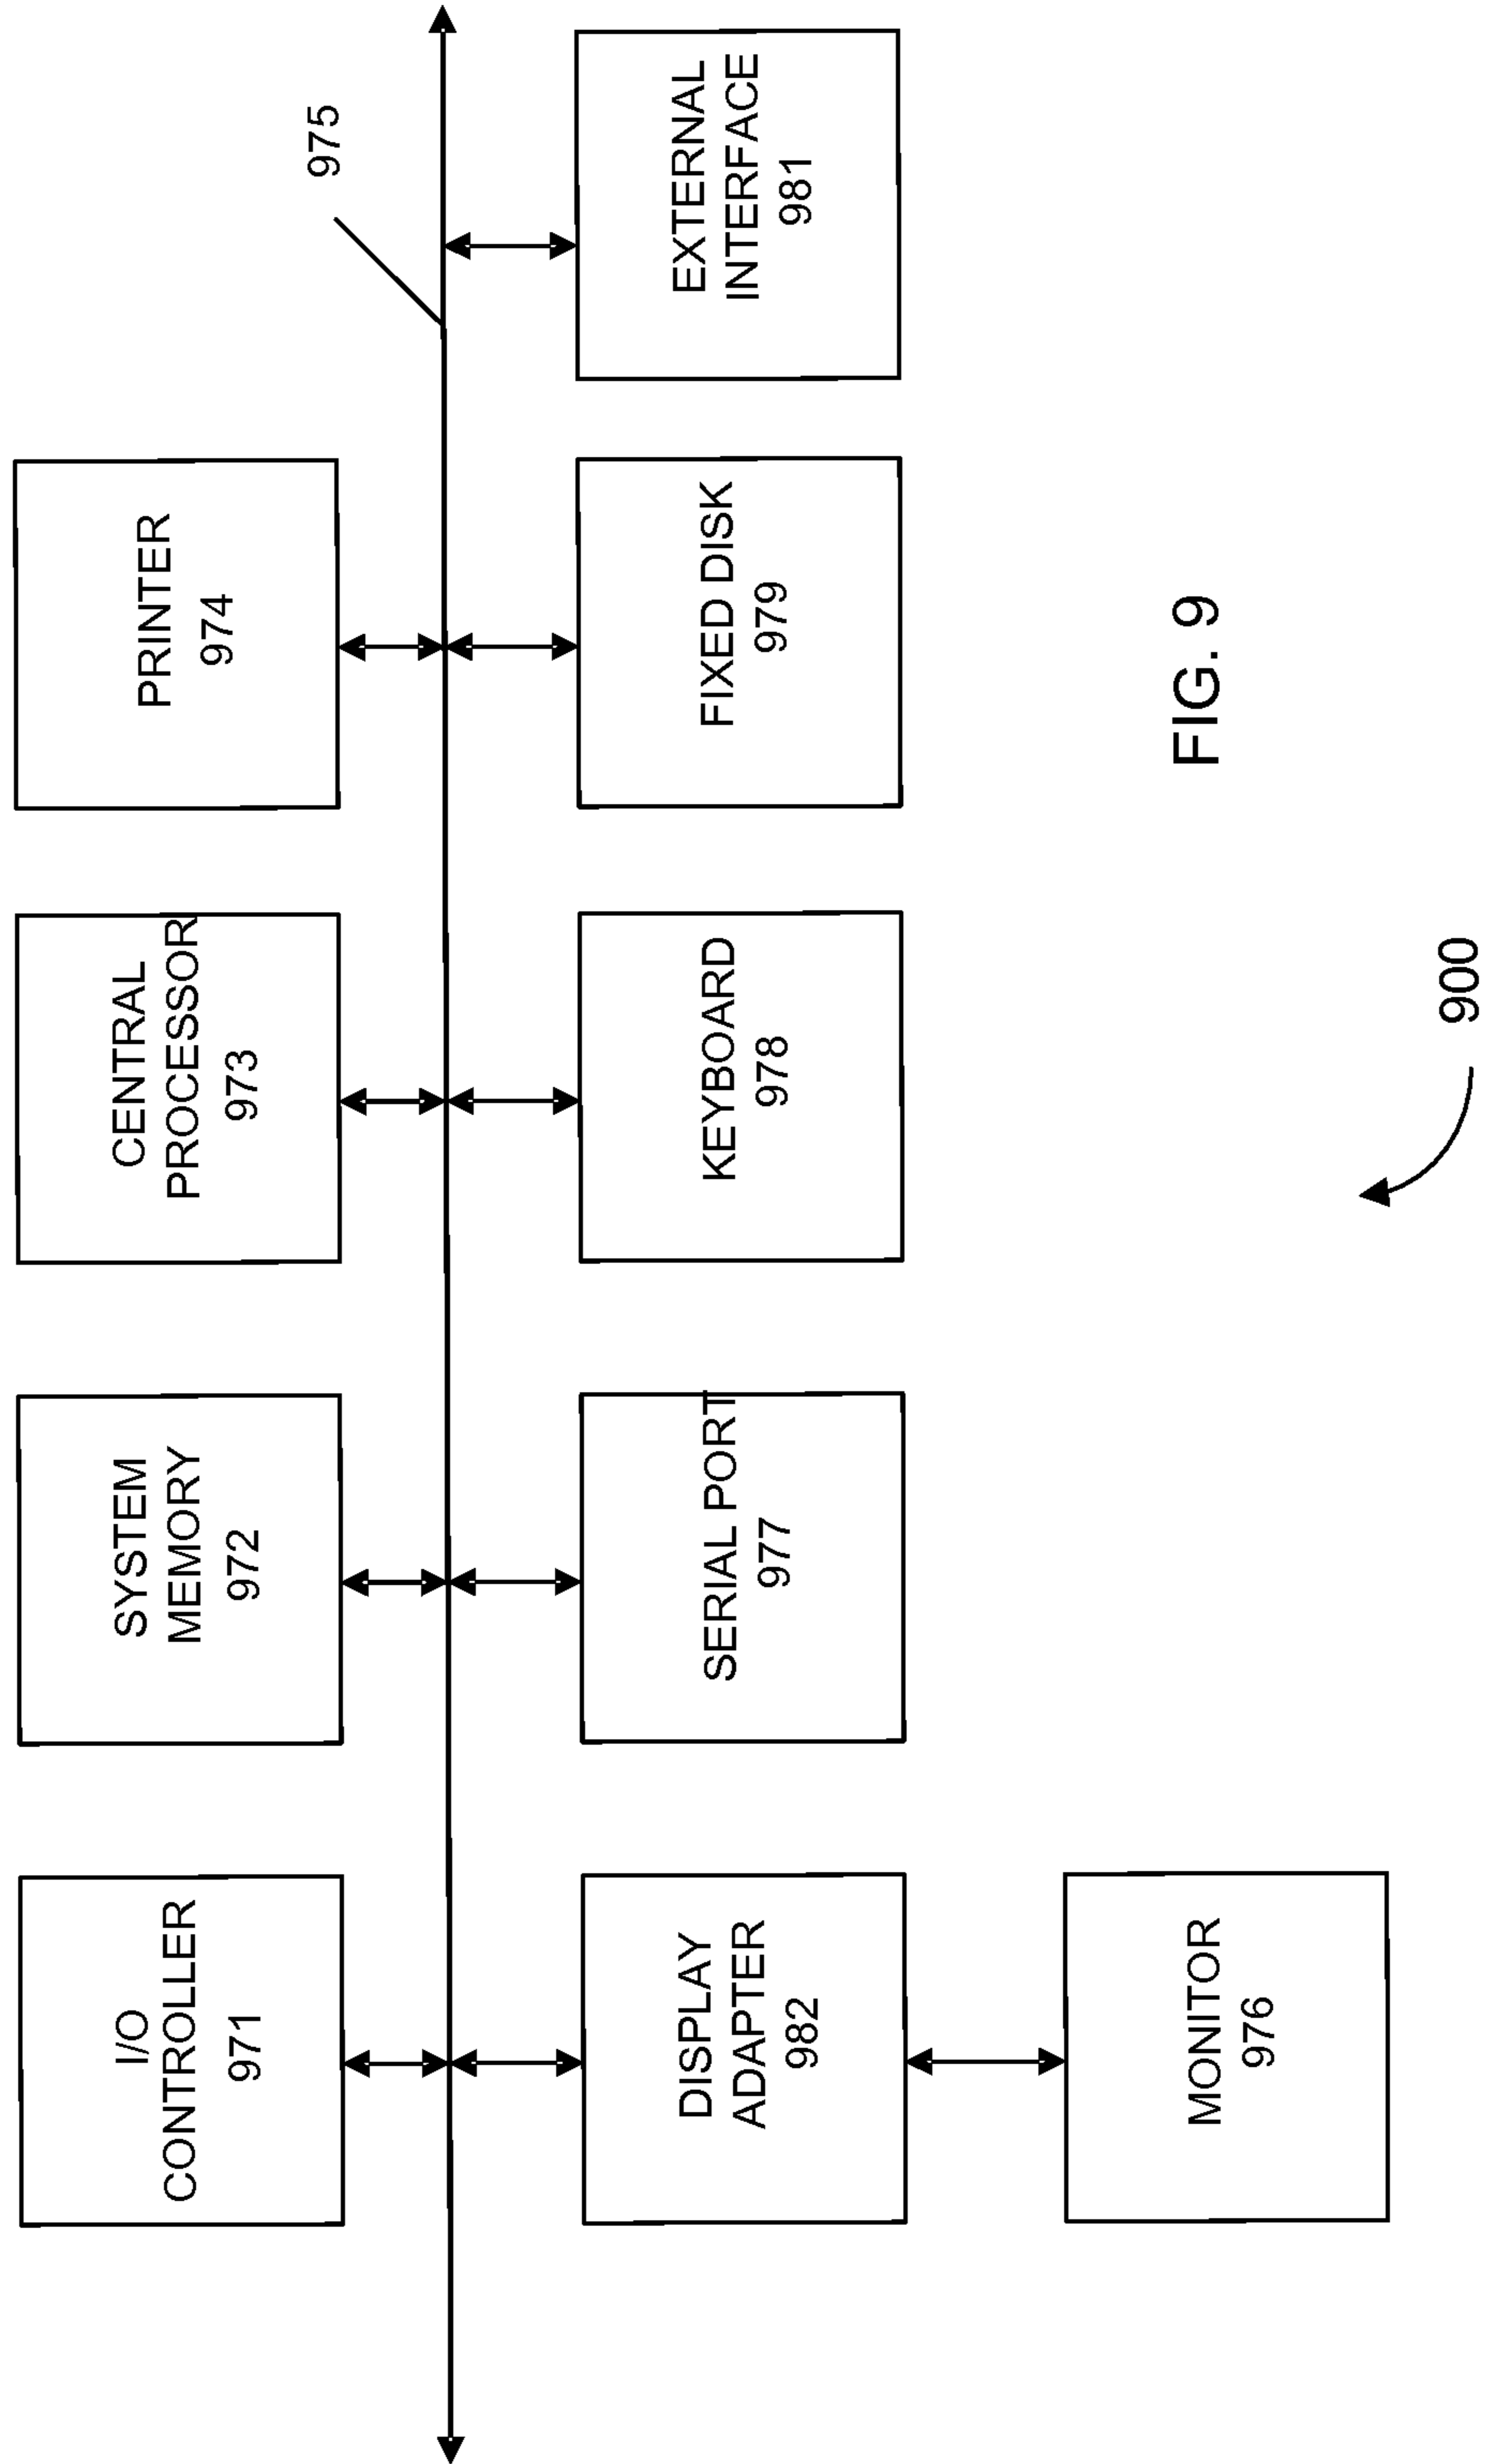 I/O
CONTROLLER
971
SYSTEM
MEMORY
972
CENTRAL
PROCESSOR
973
PRINTER
974
975
DISPLAY
ADAPTER
982
SERIAL PORT
977
KEYBOARD
978
FIXED DISK
979
EXTERNAL
INTERFACE
981
MONITOR
976
FIG. 9
900